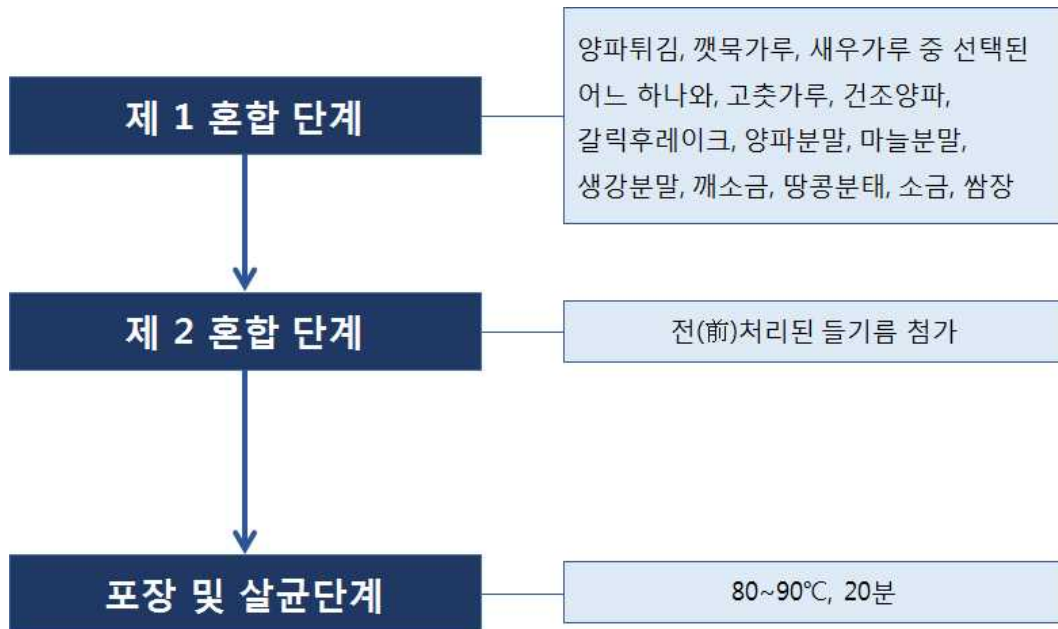 제 1 혼합 단계
양파튀김, 깻묵가루, 새우가루 중 선택된
어느 하나와, 고춧가루, 건조양파,
갈릭후레이크, 양파분말, 마늘분말,
생강분말, 깨소금, 땅콩분태, 소금, 쌈장
제 2 혼합 단계
전(前)처리된 들기름 첨가
포장 및 살균단계
80~90℃, 20분